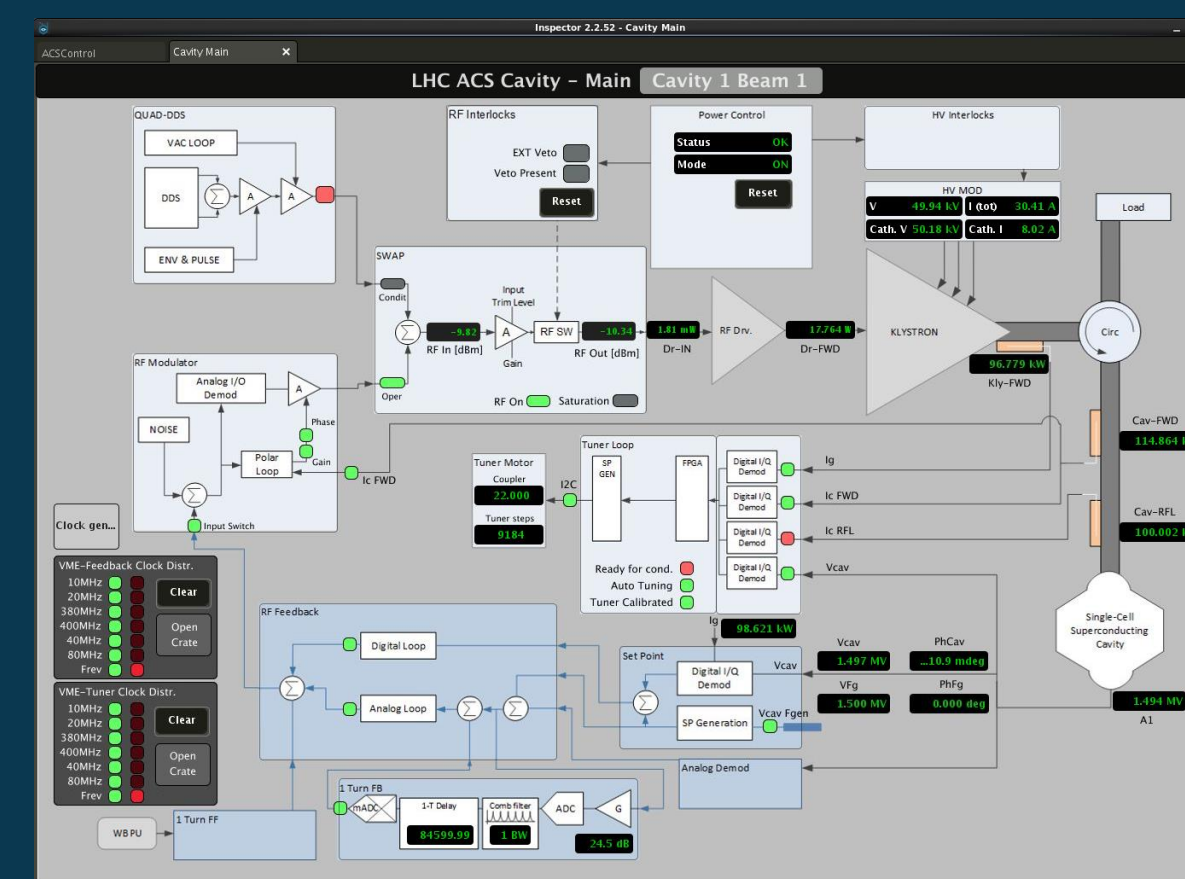 Inspector 2.2.52 - Cavity Main
ACSControl
Cavity Main
LHC ACS Cavity - Main Cavity 1 Beam 1
QUAD-DDS
VAC LOOP
DDS
Σ
A
A
ENV & PULSE
RF Interlocks
EXT Veto
Veto Present
Reset
Power Control
Status OK
Mode ON
Reset
HV Interlocks
HV MOD
V 49.94 kV I (tot) 30.41 A
Cath. V 50.18 kV Cath. I 8.02 A
Load
SWAP
Condit
Σ
-9.82
RF In [dBm]
Input
Trim Level
A
Gain
RF SW
-10.34
RF Out [dBm]
Oper
RF On
Saturation
1.81 mW
Dr-IN
RF Drv.
17.764 W
Dr-FWD
KLYSTRON
96.779 kW
Kly-FWD
Circ
Cav-FWD
114.864
Cav-RFL
100.002
RF Modulator
Analog I/O
Demod
A
NOISE
Phase
Gain
Polar
Loop
Ic FWD
Σ
Input Switch
Tuner Motor
Coupler
22.000
Tuner steps
9184
I2C
Tuner Loop
SP
GEN
FPGA
Digital I/Q
Demod
Ig
Digital I/Q
Demod
Ic FWD
Digital I/Q
Demod
Ic RFL
Digital I/Q
Demod
Vcav
Ready for cond.
Auto Tuning
Tuner Calibrated
Clock gen...
VME-Feedback Clock Distr.
10MHz
20MHz
380MHz
400MHz
40MHz
80MHz
Frev
Clear
Open
Crate
VME-Tuner Clock Distr.
10MHz
20MHz
380MHz
400MHz
40MHz
80MHz
Frev
Clear
Open
Crate
RF Feedback
Digital Loop
Σ
Analog Loop
Σ
Σ
Ig
98.621 kW
Set Point
Digital I/Q
Demod
Vcav
Σ
SP Generation
Vcav Fgen
Vcav
1.497 MV
PhCav
...10.9 mdeg
VFg
1.500 MV
PhFg
0.000 deg
Single-Cell
Superconducting
Cavity
1.494 MV
A1
Analog Demod
1 Turn FB
mADC
1-T Delay
84599.99
Comb filter
1 BW
ADC
G
24.5 dB
WBPU
1 Turn FF